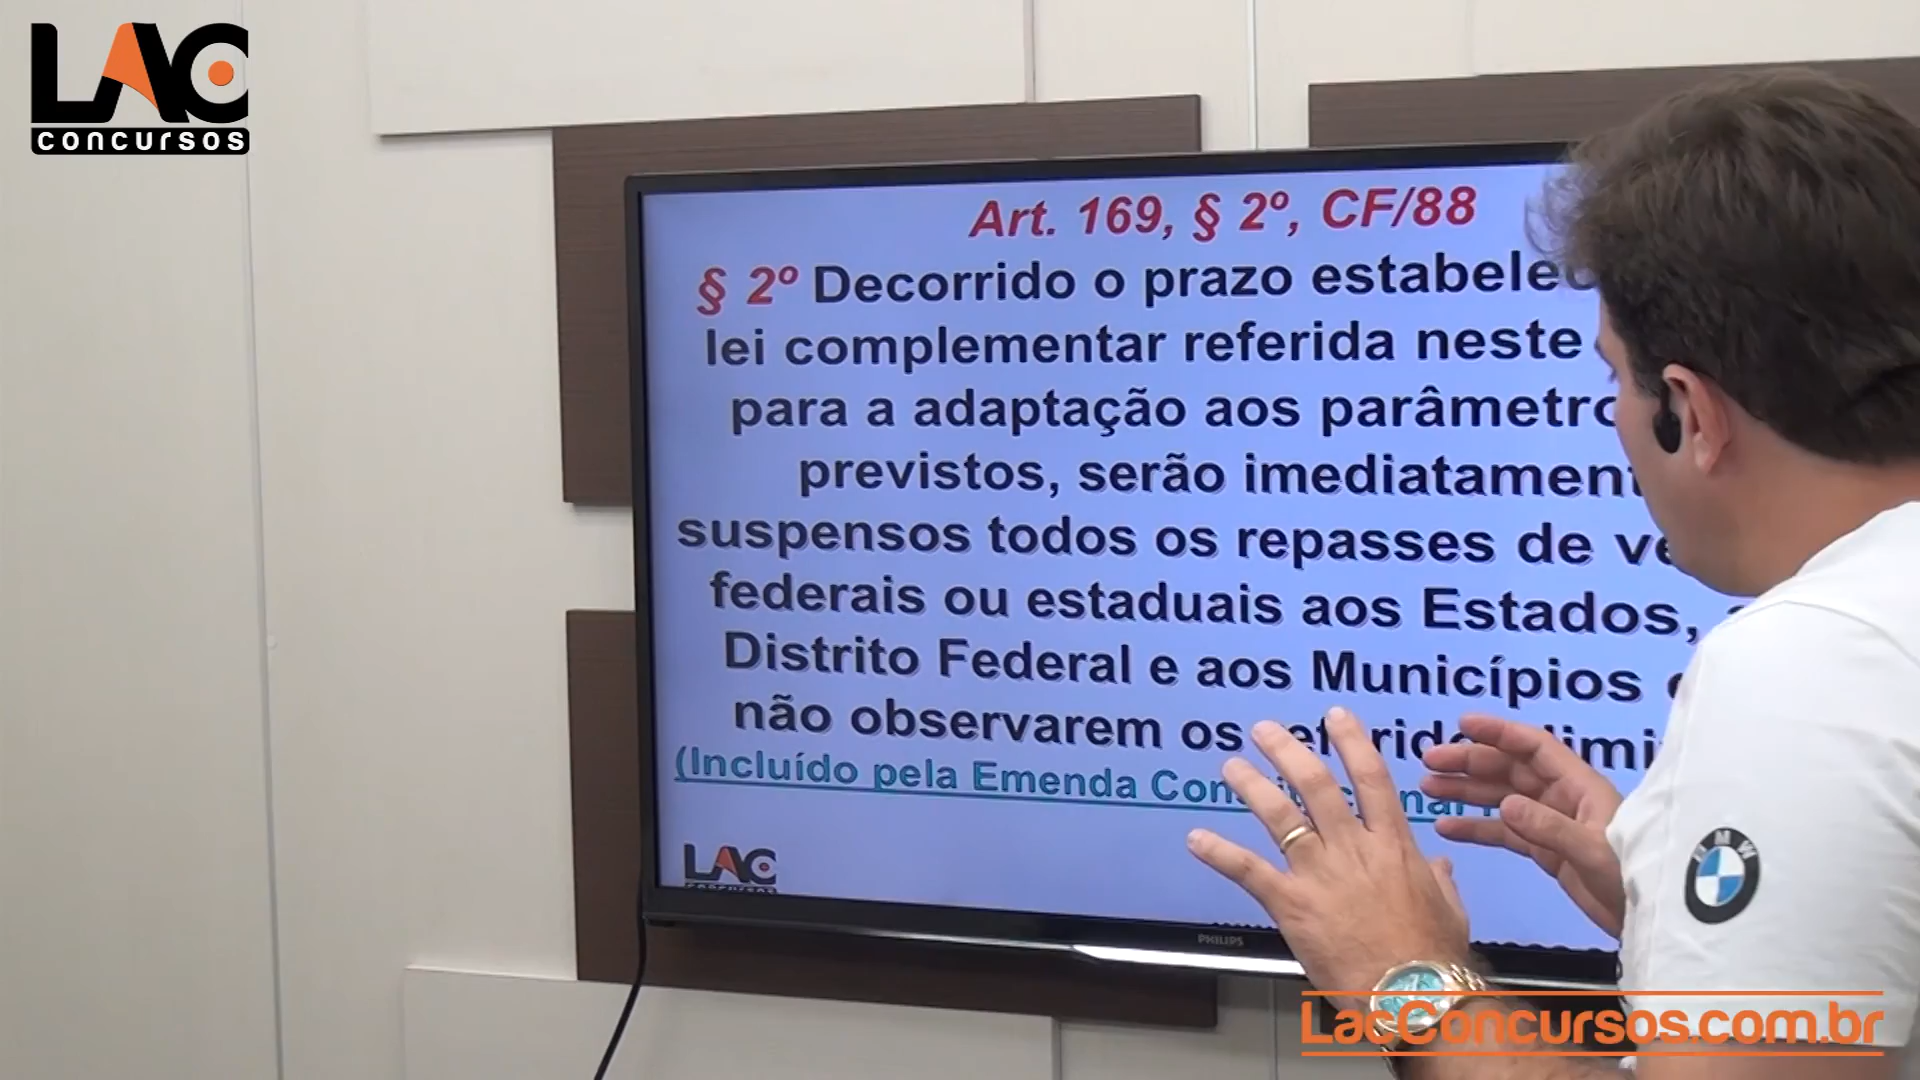 LAC
concursos
Art. 169, § 2º, CF/88
§ 2º Decorrido o prazo
lei complementar referida neste
para a adaptação aos
previstos, serão
suspensos todos os repasses de
federais ou estaduais aos Estados,
Distrito Federal e aos Municípios
não observarem os
(Incluído pela Emenda
LAC
CONCURSOS
PHILIPS
BMW
LacConcursos.com.br